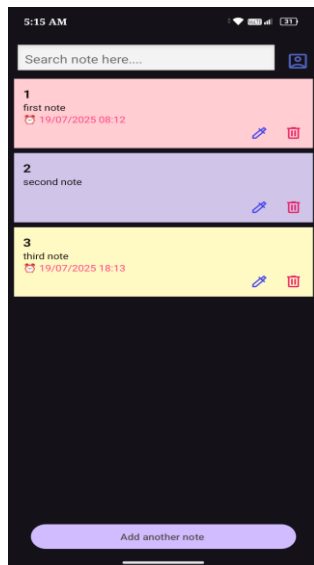 5:15 AM 31
Search note here....
1
first note
19/07/2025 08:12
2
second note
3
third note
19/07/2025 18:13
Add another note